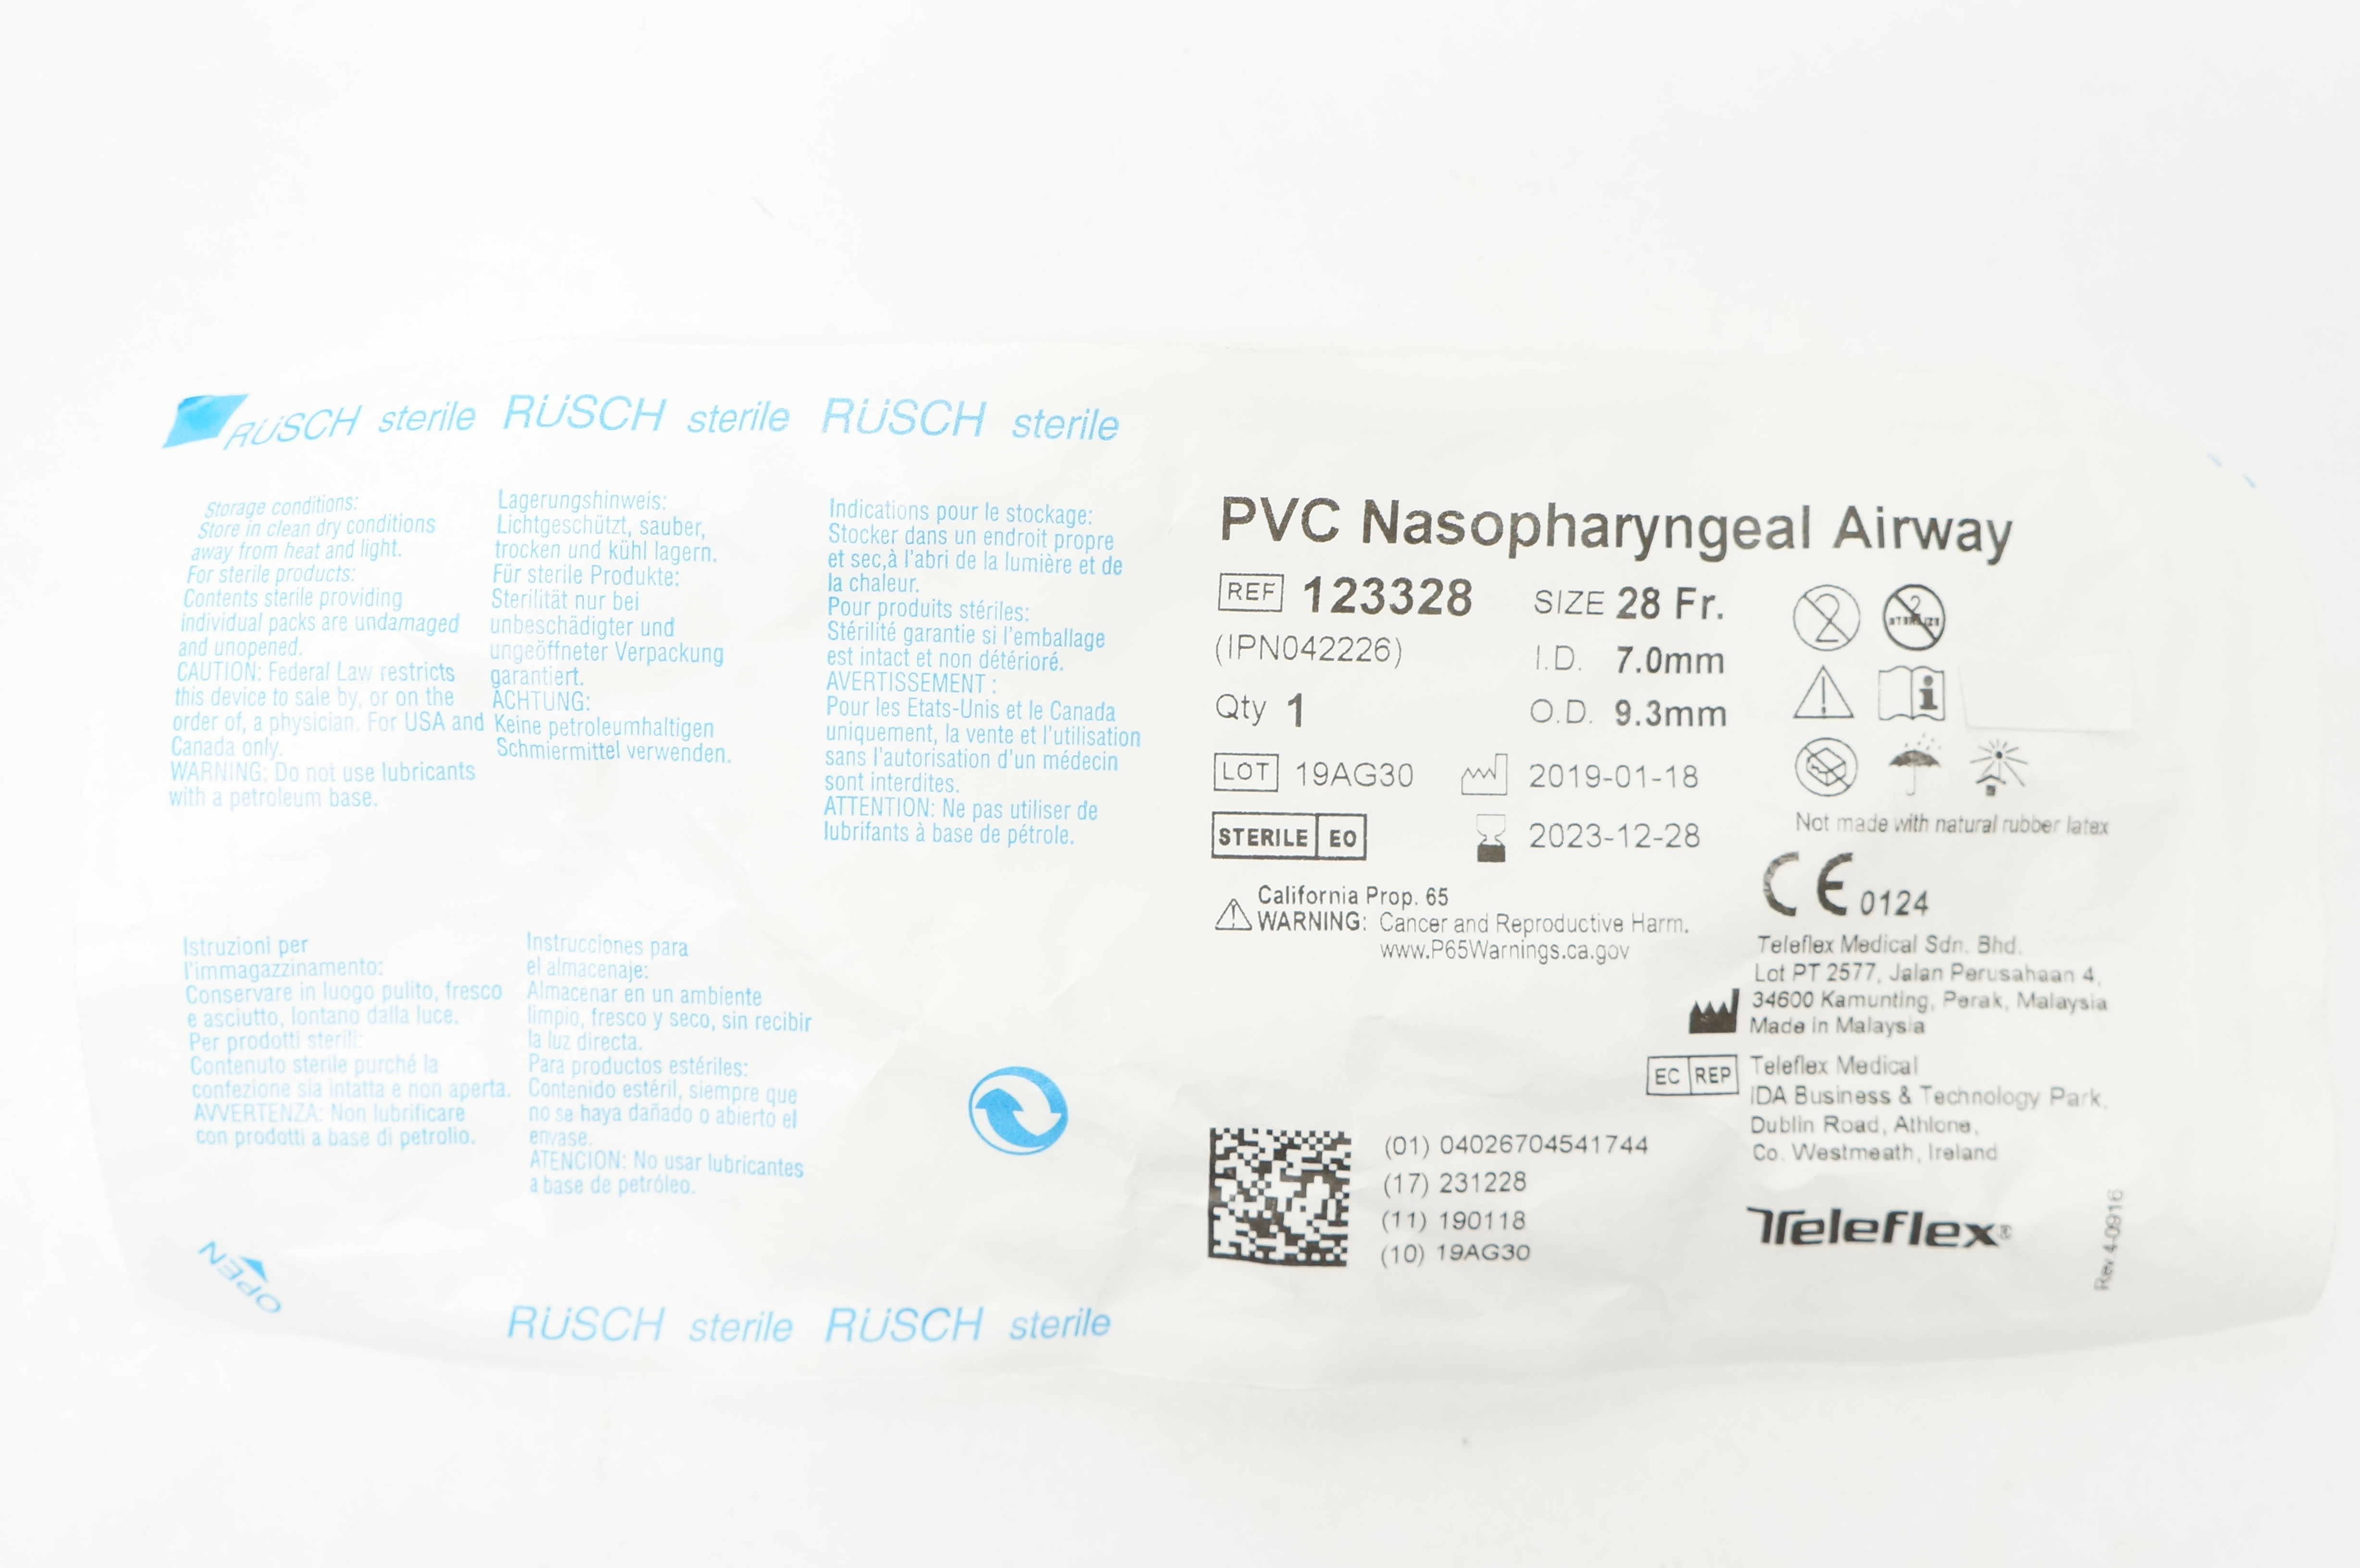 RÜSCH sterile RÜSCH sterile RÜSCH sterile
Storage conditions:
Store in clean dry conditions
away from heat and light.
For sterile products:
Contents sterile providing
individual packs are undamaged
and unopened.
CAUTION: Federal Law restricts
this device to sale by, or on the
order of, a physician. For USA and
Canada only.
WARNING: Do not use lubricants
with a petroleum base.
Lagerungshinweis:
Lichtgeschützt, sauber,
trocken und kühl lagern.
Für sterile Produkte:
Sterilität nur bei
unbeschädigter und
ungeöffneter Verpackung
garantiert.
ACHTUNG:
Keine petroleumhaltigen
Schmiermittel verwenden.
Indications pour le stockage:
Stocker dans un endroit propre
et sec,à l'abri de la lumière et de
la chaleur.
Pour produits stériles:
Stérilité garantie si l'emballage
est intact et non détérioré.
AVERTISSEMENT :
Pour les Etats-Unis et le Canada
uniquement, la vente et l'utilisation
sans l'autorisation d'un médecin
sont interdites.
ATTENTION: Ne pas utiliser de
lubrifants à base de pétrole.
Istruzioni per
l'immagazzinamento:
Conservare in luogo pulito, fresco
e asciutto, lontano dalla luce.
Per prodotti sterili:
Contenuto sterile purché la
confezione sia intatta e non aperta.
AVVERTENZA: Non lubrificare
con prodotti a base di petrolio.
Instrucciones para
el almacenaje:
Almacenar en un ambiente
limpio, fresco y seco, sin recibir
la luz directa.
Para productos estériles:
Contenido estéril, siempre que
no se haya dañado o abierto el
envase.
ATENCION: No usar lubricantes
a base de petróleo.
OPEN
RÜSCH sterile RÜSCH sterile
PVC Nasopharyngeal Airway
REF 123328 SIZE 28 Fr.
(IPN042226) I.D. 7.0mm
Qty 1 O.D. 9.3mm
LOT 19AG30 2019-01-18
STERILE EO 2023-12-28
California Prop. 65
WARNING: Cancer and Reproductive Harm.
www.P65Warnings.ca.gov
2 2
STERILIZE
i
Not made with natural rubber latex
CE 0124
Teleflex Medical Sdn. Bhd.
Lot PT 2577, Jalan Perusahaan 4,
34600 Kamunting, Perak, Malaysia
Made in Malaysia
EC REP Teleflex Medical
IDA Business & Technology Park,
Dublin Road, Athlone,
Co. Westmeath, Ireland
(01) 04026704541744
(17) 231228
(11) 190118
(10) 19AG30
Teleflex®
Rev 4-0916